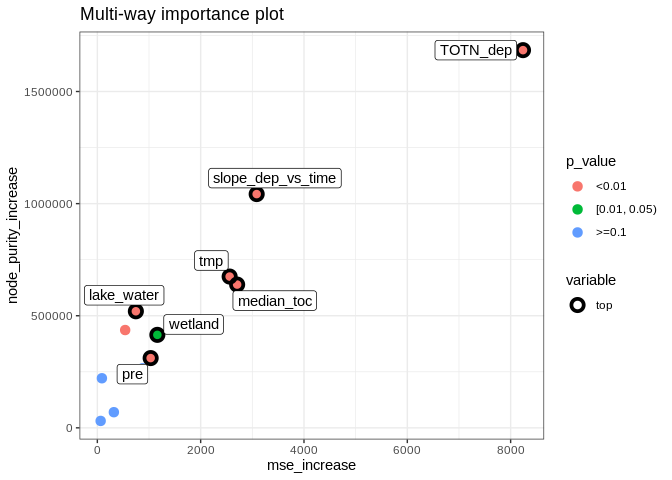 Multi-way importance plot
TOTN_dep
1500000
p_value
slope_dep_vs_time
<0.01
[0.01, 0.05)
1000000
>=0.1
node_purity_increase
tmp
variable
lake_water
median_toc
top
500000
wetland
pre
0
0 2000 4000 6000 8000
mse_increase